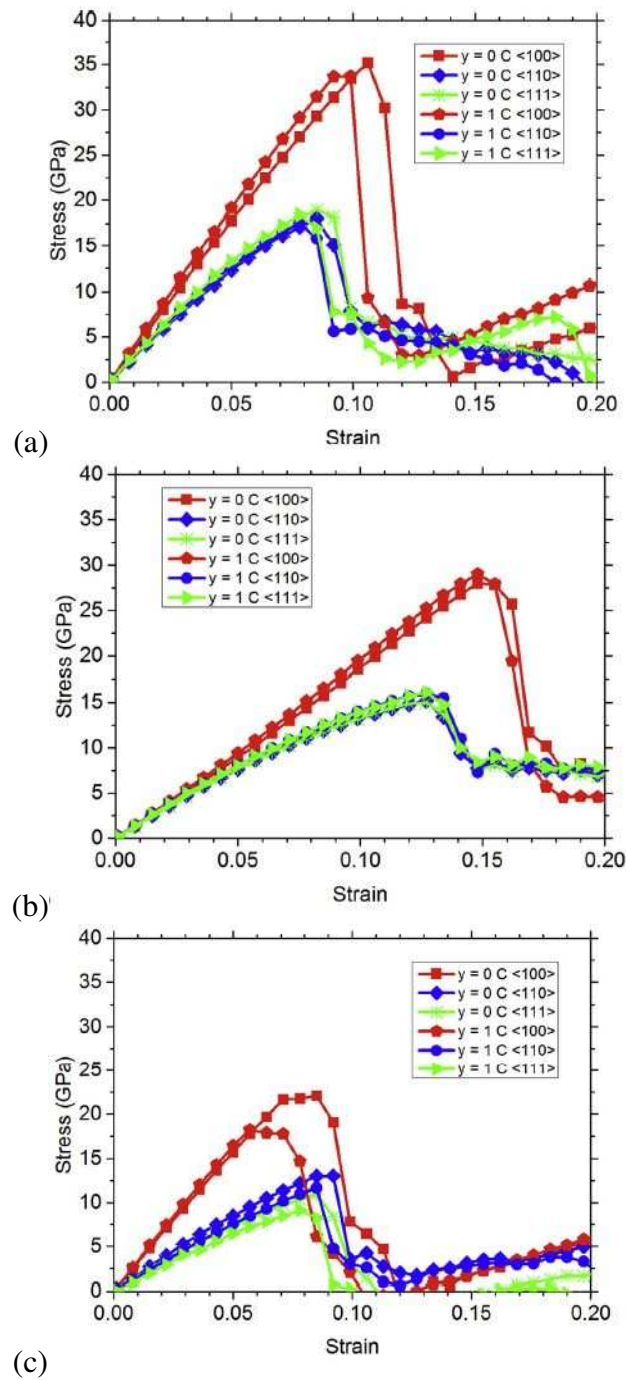 40
35
30
25
20
15
10
5
0
Stress (GPa)
y = 0 C <100>
y = 0 C <110>
y = 0 C <111>
y = 1 C <100>
y = 1 C <110>
y = 1 C <111>
0.00 0.05 0.10 0.15 0.20
Strain
(a)
40
35
30
25
20
15
10
5
0
Stress (GPa)
y = 0 C <100>
y = 0 C <110>
y = 0 C <111>
y = 1 C <100>
y = 1 C <110>
y = 1 C <111>
0.00 0.05 0.10 0.15 0.20
Strain
(b)
40
35
30
25
20
15
10
5
0
Stress (GPa)
y = 0 C <100>
y = 0 C <110>
y = 0 C <111>
y = 1 C <100>
y = 1 C <110>
y = 1 C <111>
0.00 0.05 0.10 0.15 0.20
Strain
(c)